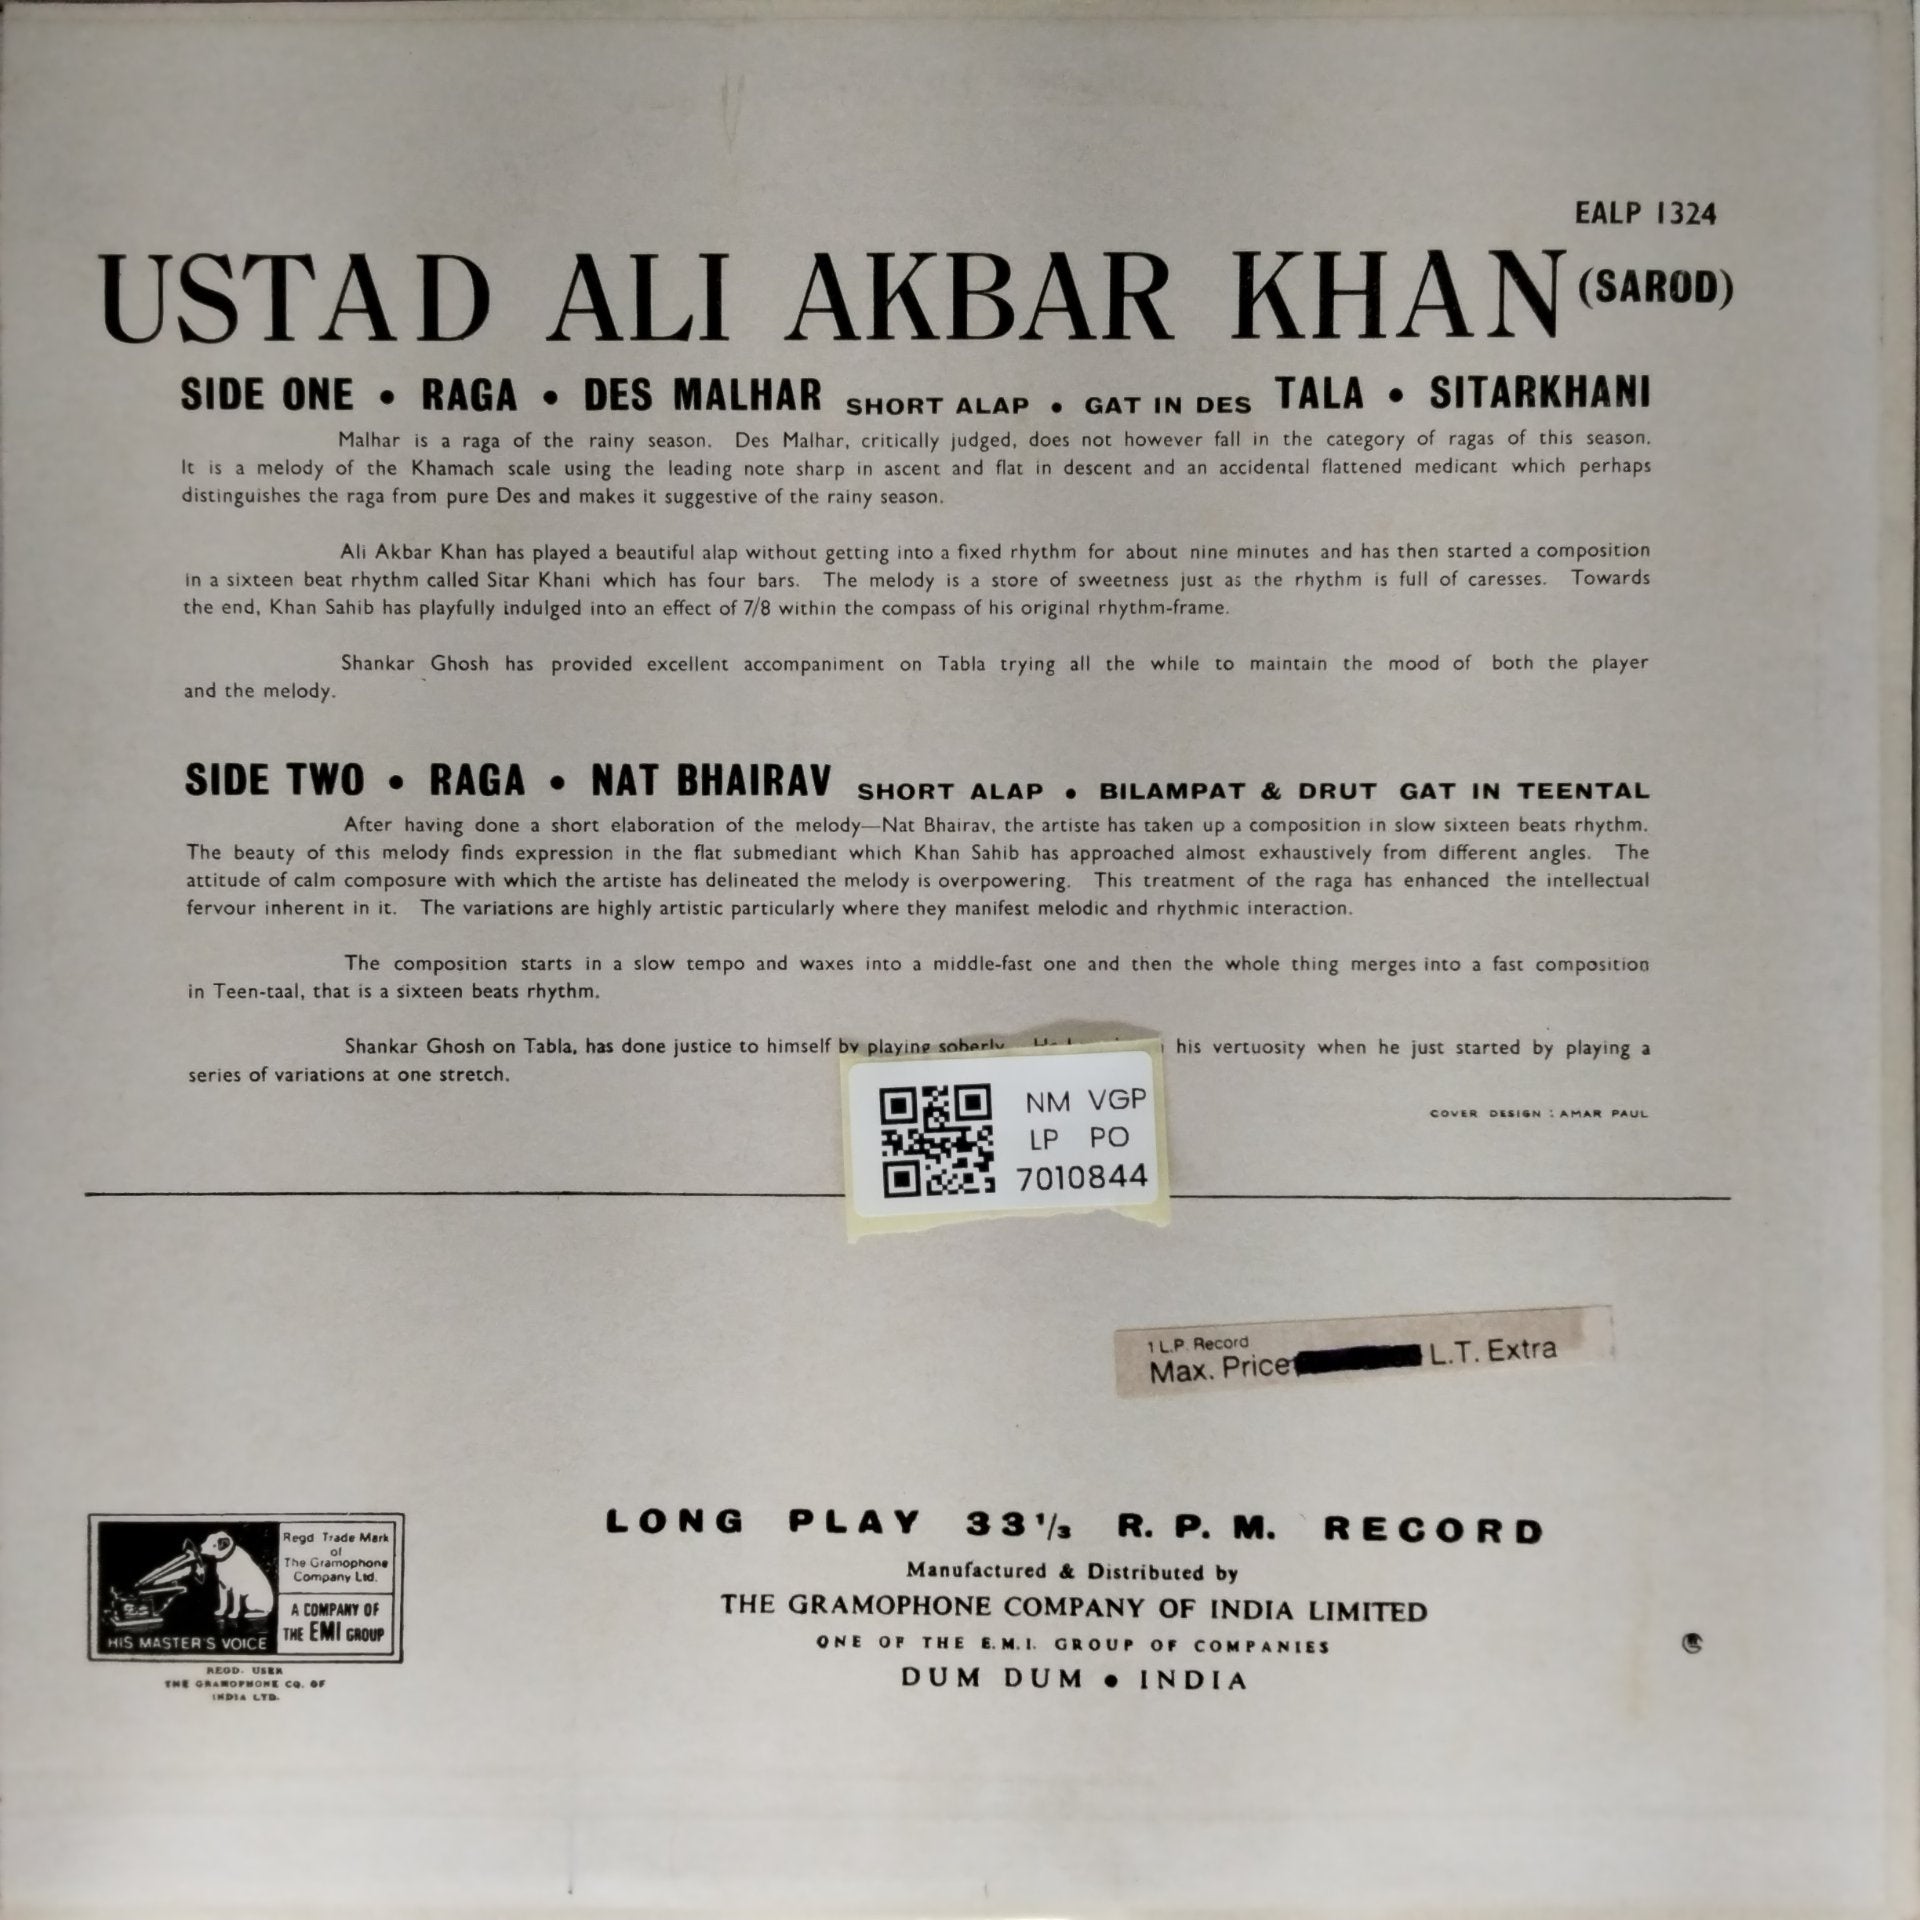 EALP 1324
USTAD ALI AKBAR KHAN (SAROD)
SIDE ONE • RAGA • DES MALHAR SHORT ALAP • GAT IN DES TALA • SITARKHANI
Malhar is a raga of the rainy season. Des Malhar, critically judged, does not however fall in the category of ragas of this season.
It is a melody of the Khamach scale using the leading note sharp in ascent and flat in descent and an accidental flattened medicant which perhaps
distinguishes the raga from pure Des and makes it suggestive of the rainy season.
Ali Akbar Khan has played a beautiful alap without getting into a fixed rhythm for about nine minutes and has then started a composition
in a sixteen beat rhythm called Sitar Khani which has four bars. The melody is a store of sweetness just as the rhythm is full of caresses. Towards
the end, Khan Sahib has playfully indulged into an effect of 7/8 within the compass of his original rhythm-frame.
Shankar Ghosh has provided excellent accompaniment on Tabla trying all the while to maintain the mood of both the player
and the melody.
SIDE TWO • RAGA • NAT BHAIRAV SHORT ALAP • BILAMPAT & DRUT GAT IN TEENTAL
After having done a short elaboration of the melody—Nat Bhairav, the artiste has taken up a composition in slow sixteen beats rhythm.
The beauty of this melody finds expression in the flat submediant which Khan Sahib has approached almost exhaustively from different angles. The
attitude of calm composure with which the artiste has delineated the melody is overpowering. This treatment of the raga has enhanced the intellectual
fervour inherent in it. The variations are highly artistic particularly where they manifest melodic and rhythmic interaction.
The composition starts in a slow tempo and waxes into a middle-fast one and then the whole thing merges into a fast composition
in Teen-taal, that is a sixteen beats rhythm.
Shankar Ghosh on Tabla, has done justice to himself by playing soberly. his vertuosity when he just started by playing a
series of variations at one stretch.
COVER DESIGN : AMAR PAUL
NM VGP
LP PO
7010844
1 L.P. Record
Max. Price L.T. Extra
LONG PLAY 33⅓ R. P. M. RECORD
Manufactured & Distributed by
THE GRAMOPHONE COMPANY OF INDIA LIMITED
ONE OF THE E.M.I. GROUP OF COMPANIES
DUM DUM • INDIA
Regd Trade Mark
of
The Gramophone
Company Ltd.
A COMPANY OF
THE EMI GROUP
HIS MASTER'S VOICE
REGD. USER
THE GRAMOPHONE CO. OF
INDIA LTD.